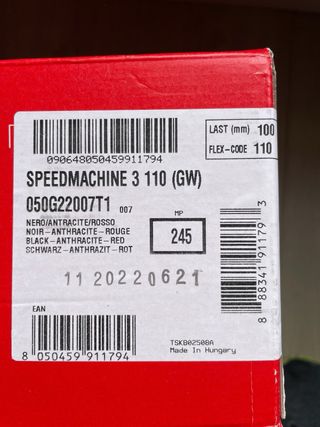 090648050459911794
LAST (mm) 100
FLEX-CODE 110
SPEEDMACHINE 3 110 (GW)
050G22007T1 007
NERO/ANTRACITE/ROSSO
NOIR-ANTHRACITE-ROUGE
BLACK-ANTHRACITE-RED
SCHWARZ-ANTHRAZIT-ROT
MP
245
11 20220621
8 88341 91179 3
EAN
8 050459 911794
TSKB02508A
Made In Hungary